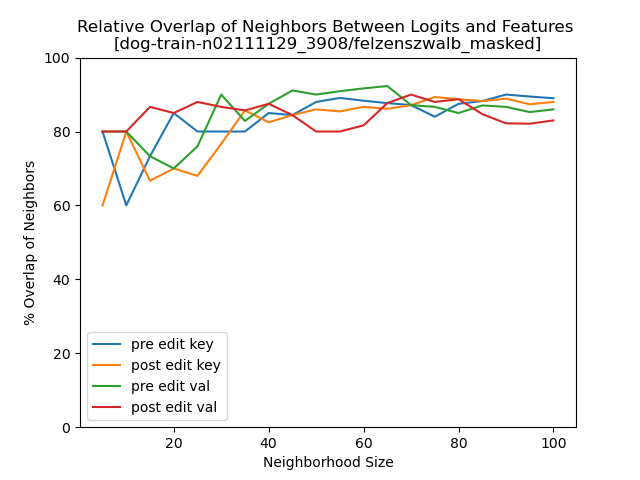 Relative Overlap of Neighbors Between Logits and Features
[dog-train-n02111129_3908/felzenszwalb_masked]
% Overlap of Neighbors
100
80
60
40
20
0
pre edit key
post edit key
pre edit val
post edit val
20 40 60 80 100
Neighborhood Size